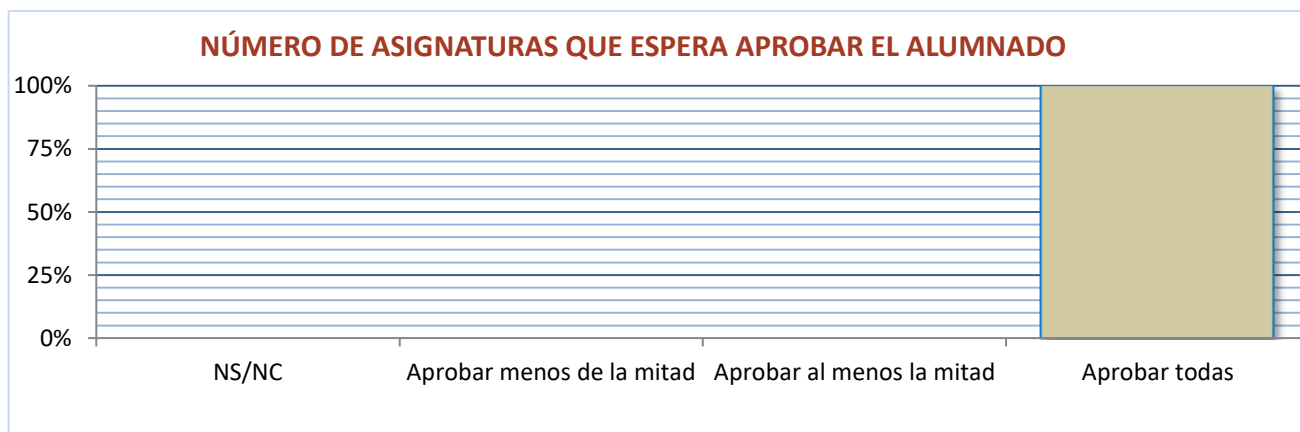 NÚMERO DE ASIGNATURAS QUE ESPERA APROBAR EL ALUMNADO
100%
75%
50%
25%
0%
NS/NC
Aprobar menos de la mitad
Aprobar al menos la mitad
Aprobar todas